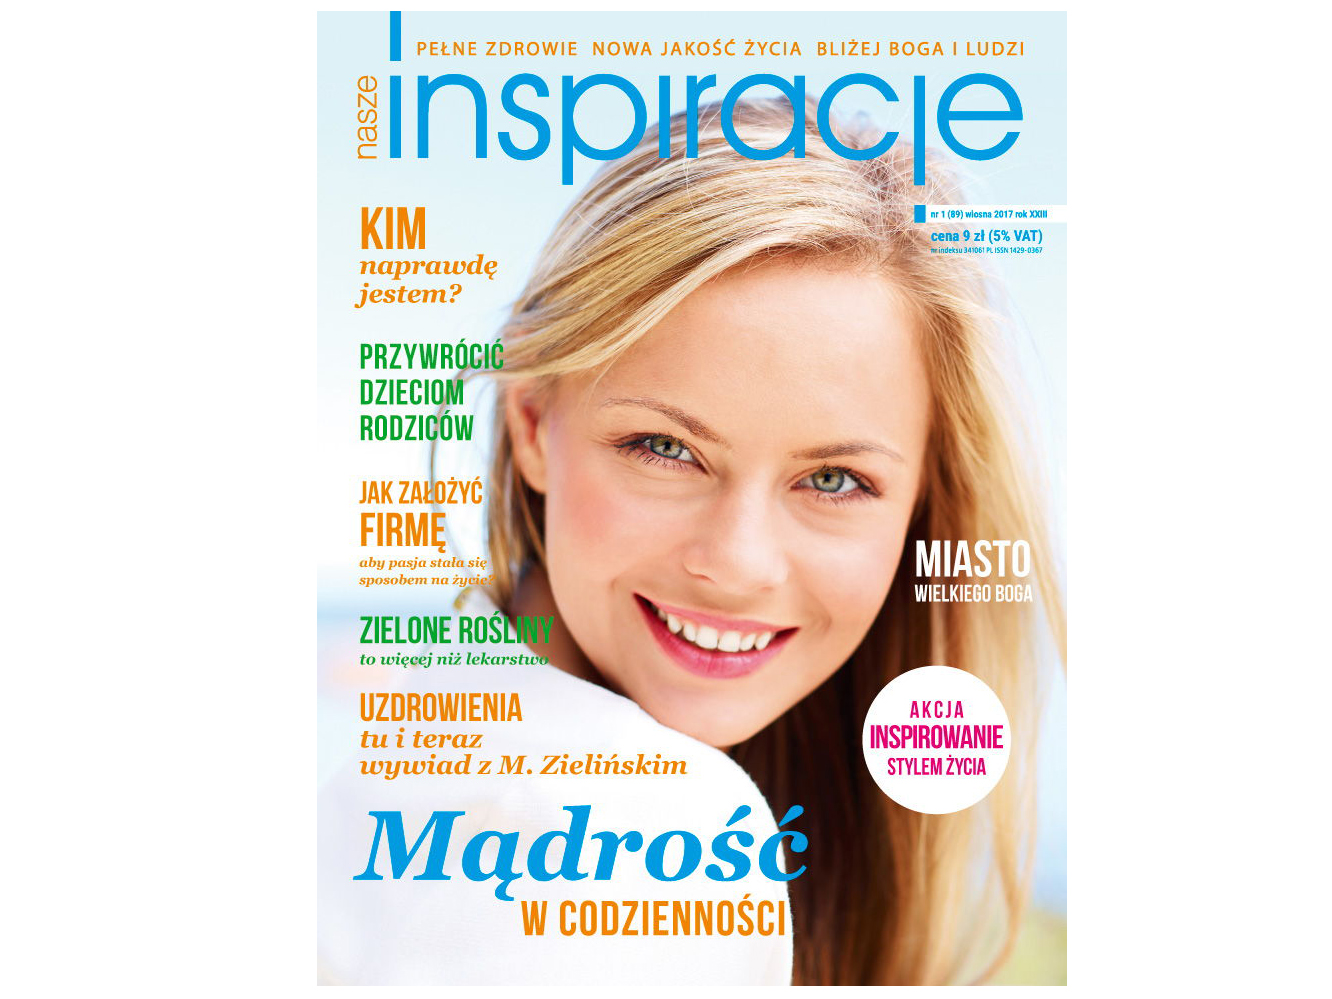 PEŁNE ZDROWIE NOWA JAKOŚĆ ŻYCIA BLIŻEJ BOGA I LUDZI
nasze
inspiracje
nr 1 (89) wiosna 2017 rok XXIII
cena 9 zł (5% VAT)
nr indeksu 341061 PL ISSN 1429-0367
KIM
naprawdę
jestem?
PRZYWRÓCIĆ
DZIECIOM
RODZICÓW
JAK ZAŁOŻYĆ
FIRMĘ
aby pasja stała się
sposobem na życie?
MIASTO
WIELKIEGO BOGA
ZIELONE ROŚLINY
to więcej niż lekarstwo
UZDROWIENIA
tu i teraz
wywiad z M. Zielińskim
AKCJA
INSPIROWANIE
STYLEM ŻYCIA
Mądrość
W CODZIENNOŚCI